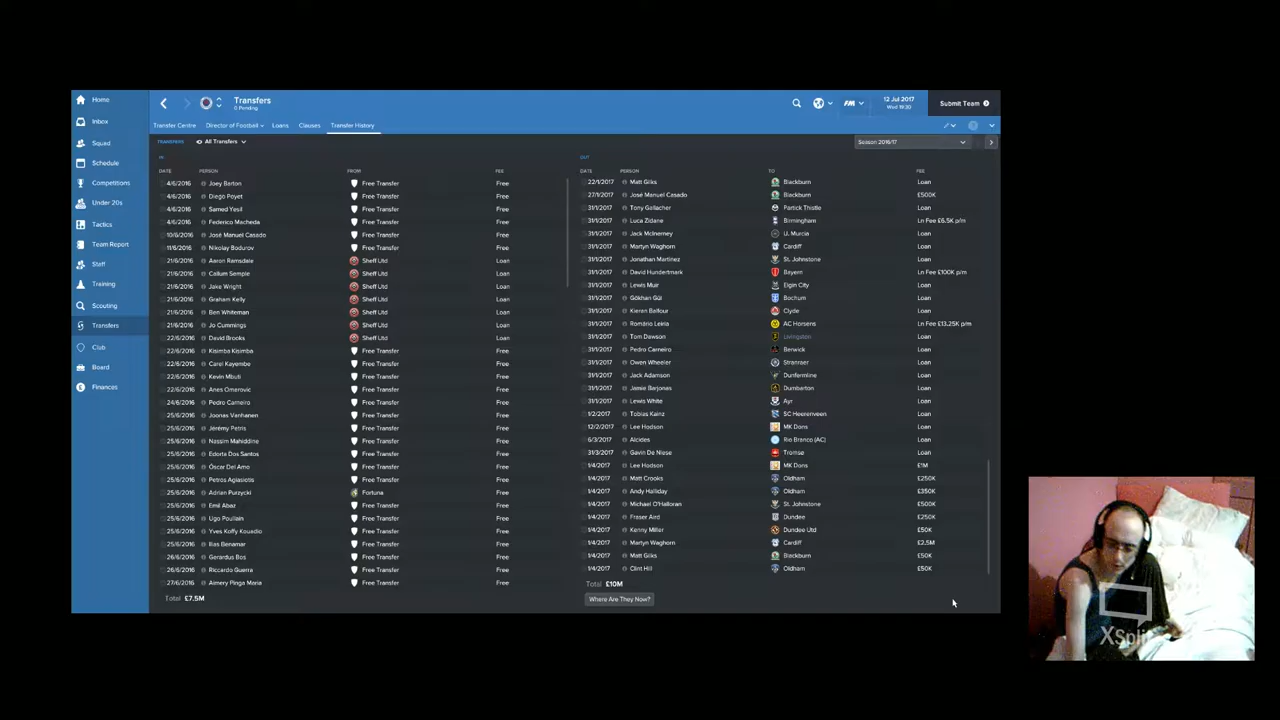 Home
Transfers
0 Pending
FM
12 Jul 2017
Wed 19:30
Submit Team
Inbox
Transfer Centre Director of Football Loans Clauses Transfer History
Squad
TRANSFERS All Transfers Season 2016/17
Schedule
Competitions
Under 20s
Tactics
Team Report
Staff
Training
Scouting
Transfers
Club
Board
Finances
IN
DATE PERSON FROM FEE
4/6/2016 Joey Barton Free Transfer Free
4/6/2016 Diego Poyet Free Transfer Free
4/6/2016 Samed Yesil Free Transfer Free
4/6/2016 Federico Macheda Free Transfer Free
10/6/2016 José Manuel Casado Free Transfer Free
11/6/2016 Nikolay Bodurov Free Transfer Free
21/6/2016 Aaron Ramsdale Sheff Utd Loan
21/6/2016 Callum Semple Sheff Utd Loan
21/6/2016 Jake Wright Sheff Utd Loan
21/6/2016 Graham Kelly Sheff Utd Loan
21/6/2016 Ben Whiteman Sheff Utd Loan
21/6/2016 Jo Cummings Sheff Utd Loan
22/6/2016 David Brooks Sheff Utd Loan
22/6/2016 Kisimba Kisimba Free Transfer Free
22/6/2016 Carel Kayembe Free Transfer Free
22/6/2016 Kevin Mbuti Free Transfer Free
22/6/2016 Anes Omerovic Free Transfer Free
24/6/2016 Pedro Carneiro Free Transfer Free
25/6/2016 Joonas Vanhanen Free Transfer Free
25/6/2016 Jérémy Petris Free Transfer Free
25/6/2016 Nassim Mahiddine Free Transfer Free
25/6/2016 Edorta Dos Santos Free Transfer Free
25/6/2016 Óscar Del Amo Free Transfer Free
25/6/2016 Petros Agiasiotis Free Transfer Free
25/6/2016 Adrian Purzycki Fortuna Free
25/6/2016 Emil Abaz Free Transfer Free
25/6/2016 Ugo Poullain Free Transfer Free
25/6/2016 Yves Koffy Kouadio Free Transfer Free
25/6/2016 Ilias Benamar Free Transfer Free
26/6/2016 Gerardus Bos Free Transfer Free
26/6/2016 Riccardo Guerra Free Transfer Free
27/6/2016 Aimery Pinga Maria Free Transfer Free
Total £7.5M
OUT
DATE PERSON TO FEE
22/1/2017 Matt Gilks Blackburn Loan
27/1/2017 José Manuel Casado Blackburn £500K
31/1/2017 Tony Gallacher Partick Thistle Loan
31/1/2017 Luca Zidane Birmingham Ln Fee £6.5K p/m
31/1/2017 Jack McInerney U. Murcia Loan
31/1/2017 Martyn Waghorn Cardiff Loan
31/1/2017 Jonathan Martinez St. Johnstone Loan
31/1/2017 David Hundertmark Bayern Ln Fee £100K p/m
31/1/2017 Lewis Muir Elgin City Loan
31/1/2017 Gökhan Gül Bochum Loan
31/1/2017 Kieran Balfour Clyde Loan
31/1/2017 Romário Leiria AC Horsens Ln Fee £13.25K p/m
31/1/2017 Tom Dawson Livingston Loan
31/1/2017 Pedro Carneiro Berwick Loan
31/1/2017 Owen Wheeler Stranraer Loan
31/1/2017 Jack Adamson Dunfermline Loan
31/1/2017 Jamie Barjonas Dumbarton Loan
31/1/2017 Lewis White Ayr Loan
1/2/2017 Tobias Kainz SC Heerenveen Loan
12/2/2017 Lee Hodson MK Dons Loan
6/3/2017 Alcides Rio Branco (AC) Loan
31/3/2017 Gavin De Niese Tromsø Loan
1/4/2017 Lee Hodson MK Dons £1M
1/4/2017 Matt Crooks Oldham £250K
1/4/2017 Andy Halliday Oldham £350K
1/4/2017 Michael O'Halloran St. Johnstone £500K
1/4/2017 Fraser Aird Dundee £250K
1/4/2017 Kenny Miller Dundee Utd £50K
1/4/2017 Martyn Waghorn Cardiff £2.5M
1/4/2017 Matt Gilks Blackburn £50K
1/4/2017 Clint Hill Oldham £50K
Total £10M
Where Are They Now?
XSplit